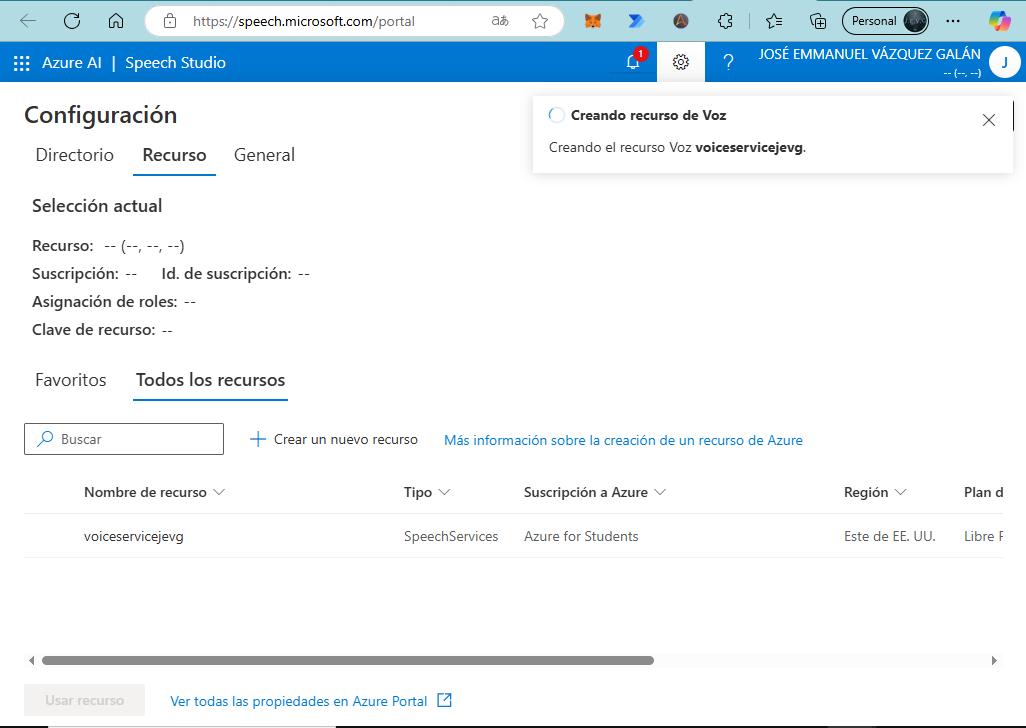 https://speech.microsoft.com/portal
aあ
Personal
Azure AI | Speech Studio
1
?
JOSÉ EMMANUEL VÁZQUEZ GALÁN
-- (--, --)
J
Configuración
Creando recurso de Voz
Creando el recurso Voz voiceservicejevg.
Directorio
Recurso
General
Selección actual
Recurso: -- (--, --, --)
Suscripción: -- Id. de suscripción: --
Asignación de roles: --
Clave de recurso: --
Favoritos
Todos los recursos
Buscar
Crear un nuevo recurso
Más información sobre la creación de un recurso de Azure
Nombre de recurso
Tipo
Suscripción a Azure
Región
Plan d
voiceservicejevg
SpeechServices
Azure for Students
Este de EE. UU.
Libre F
Usar recurso
Ver todas las propiedades en Azure Portal